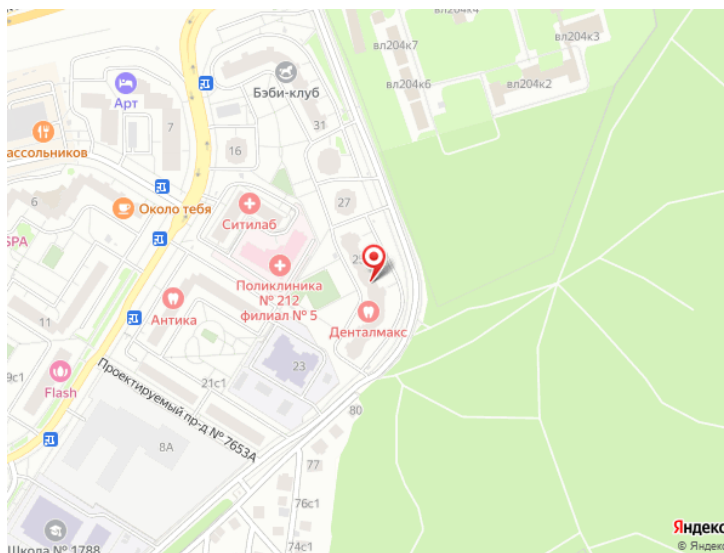 вл204к4
вл204к3
вл204к6
вл204к2
Бэби-клуб
Арт
7
31
16
ассольников
27
6
Около тебя
Ситилаб
SPA
Поликлиника
№ 212
филиал № 5
Антика
Денталмакс
11
23
9с1
Flash
21с1
Проектируемый пр-д № 7653А
80
8А
77
76с1
74с1
Школа № 1788
Яндекс
© Яндекс